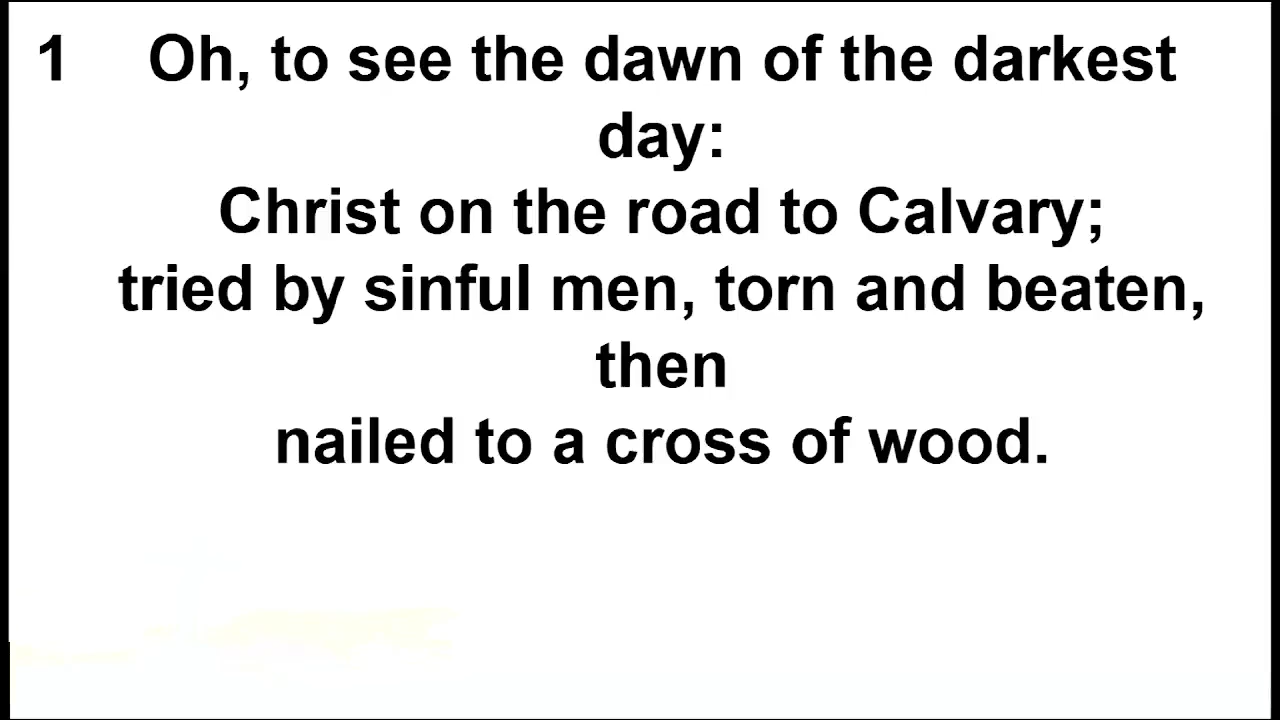 1 Oh, to see the dawn of the darkest
day:
Christ on the road to Calvary;
tried by sinful men, torn and beaten,
then
nailed to a cross of wood.